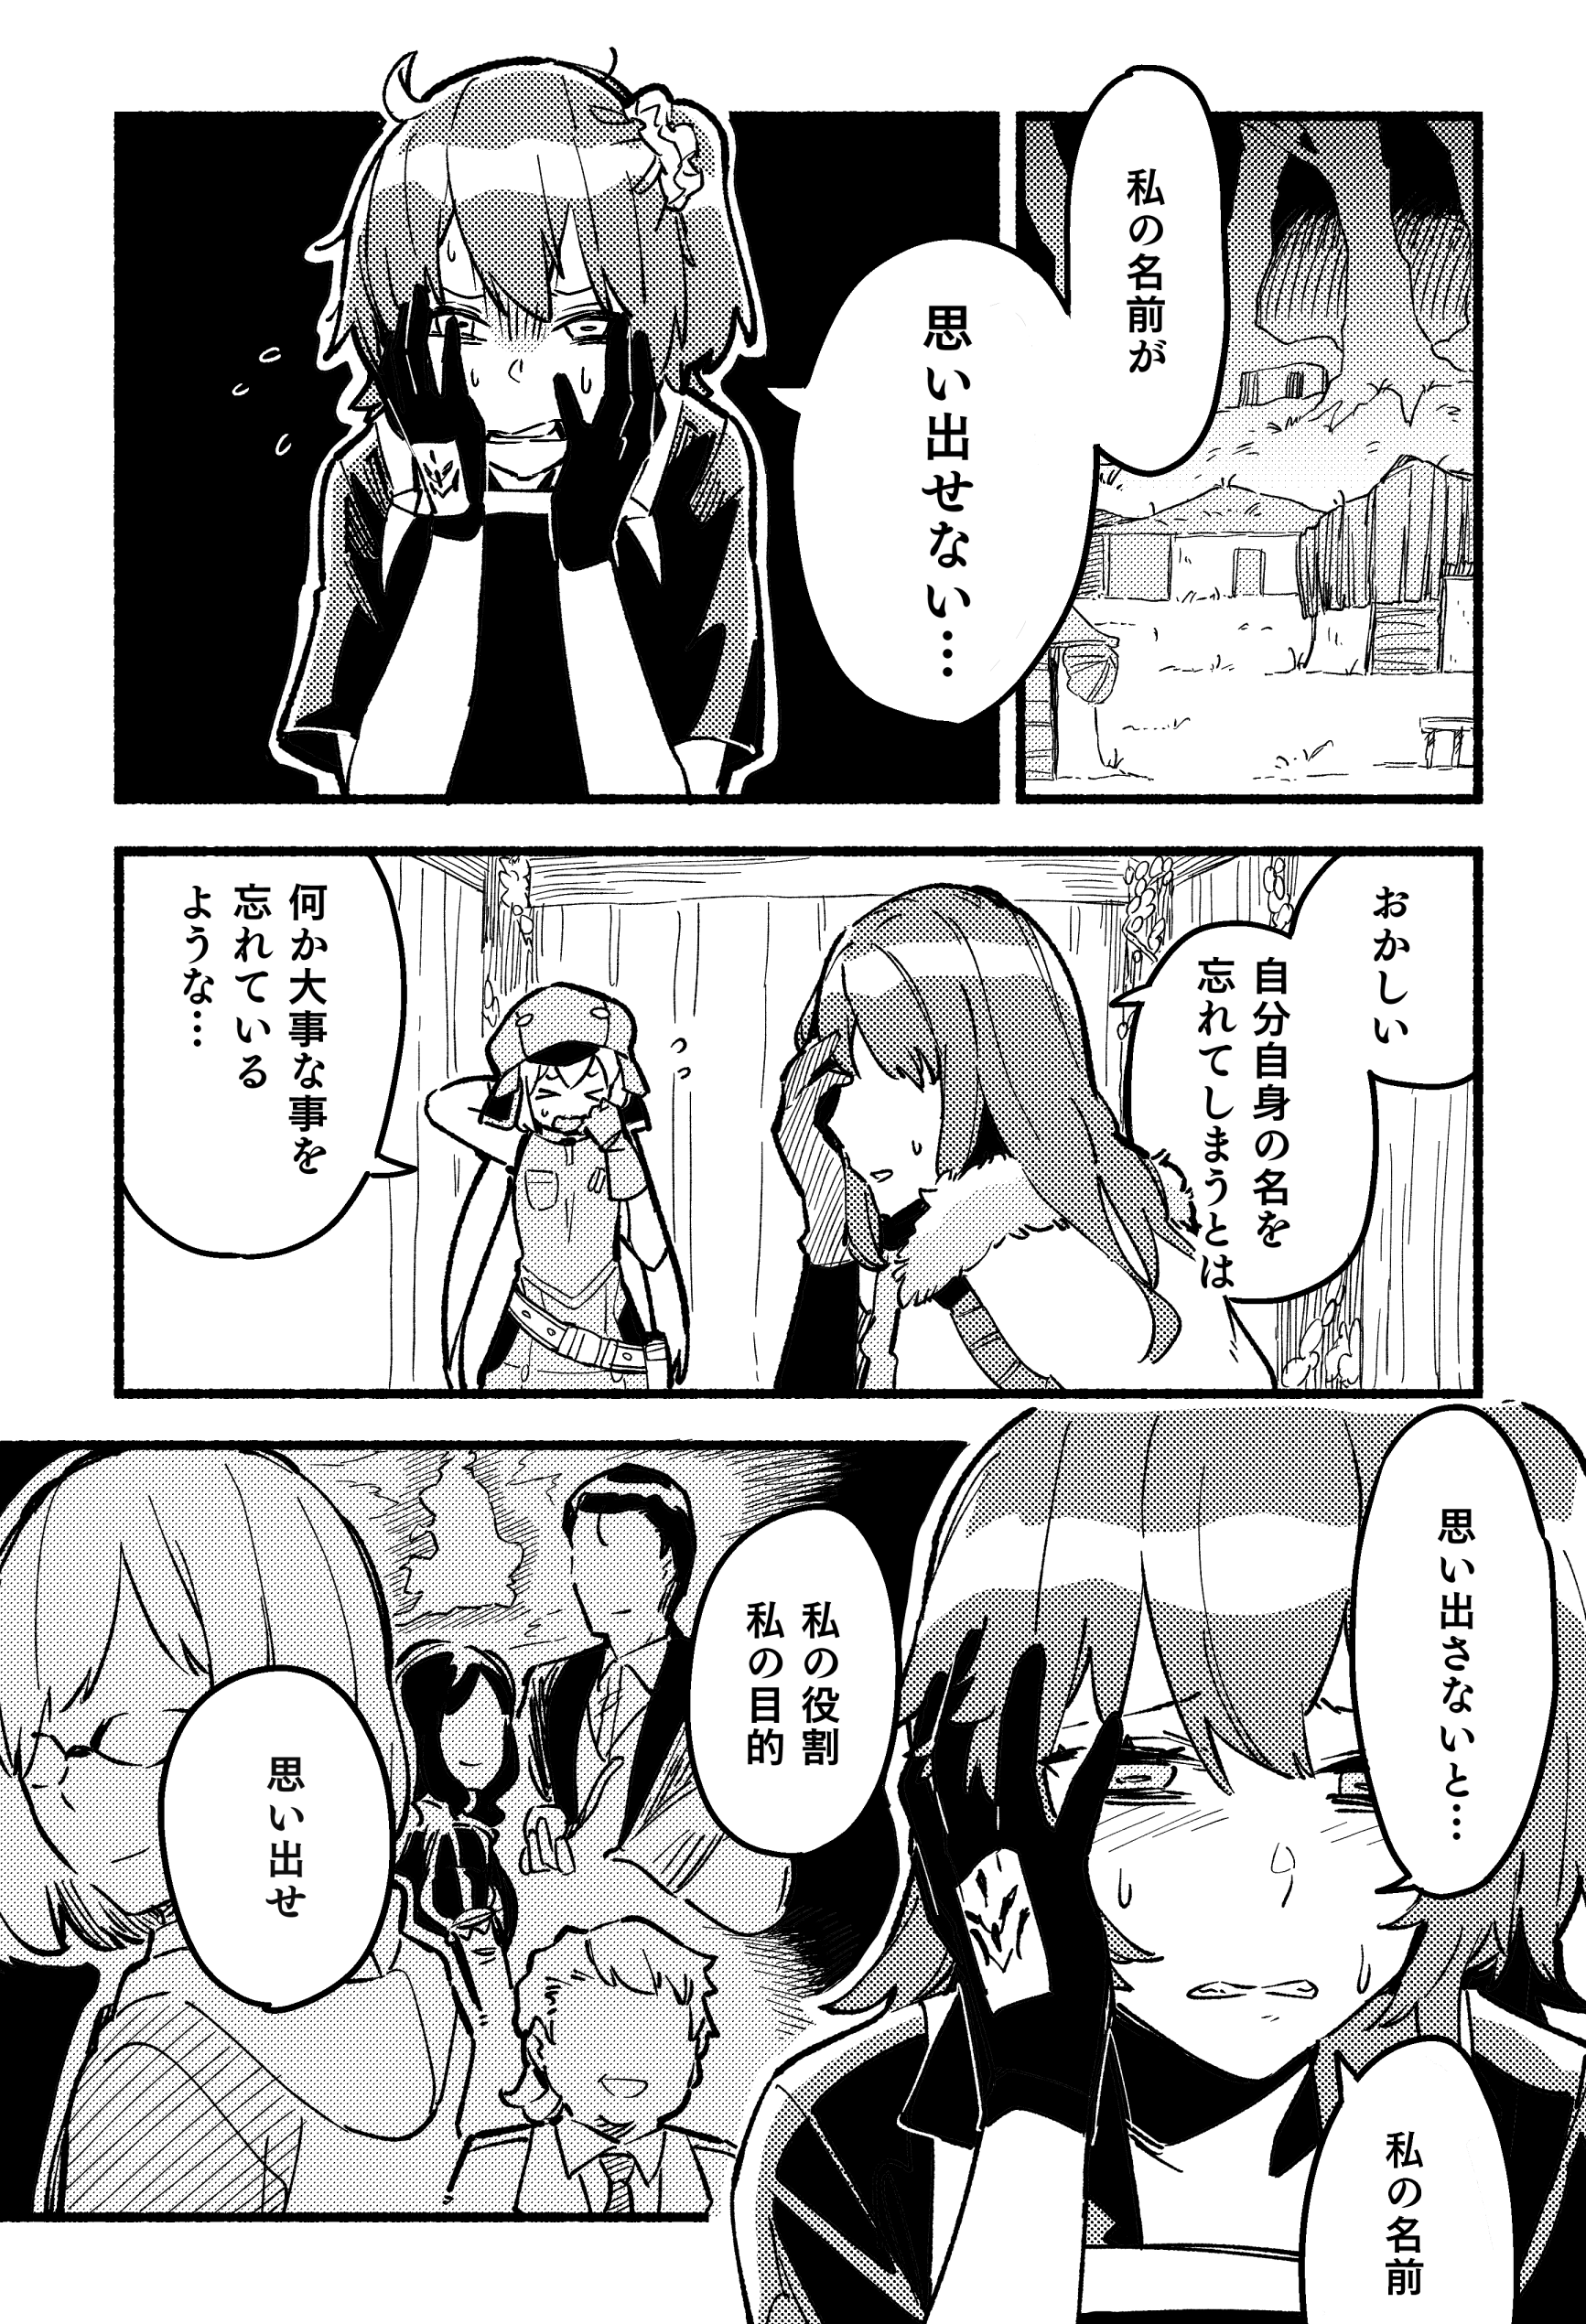 私の名前が
思い出せない…
おかしい
自分自身の名を
忘れてしまうとは
何か大事な事を
忘れている
ような…
思い出さないと…
私の名前
私の役割
私の目的
思い出せ